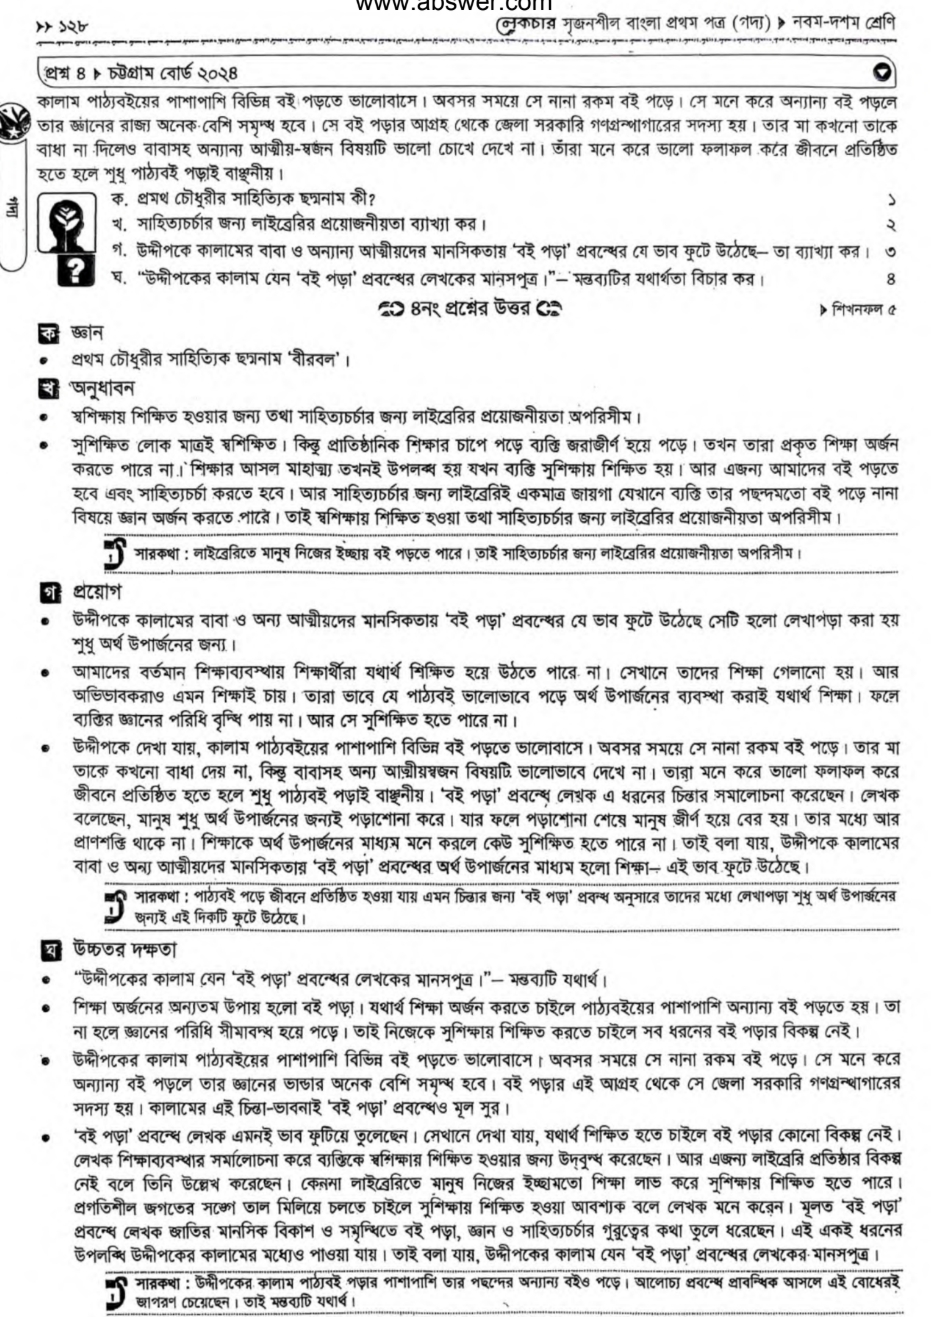 www.abswer.com
>> ১২৮
লেকচার সৃজনশীল বাংলা প্রথম পত্র (গদ্য) ▶ নবম-দশম শ্রেণি
প্রশ্ন ৪ ▶ চট্টগ্রাম বোর্ড ২০২৪
কালাম পাঠ্যবইয়ের পাশাপাশি বিভিন্ন বই পড়তে ভালোবাসে। অবসর সময়ে সে নানা রকম বই পড়ে। সে মনে করে অন্যান্য বই পড়লে
তার জ্ঞানের রাজ্য অনেক বেশি সমৃদ্ধ হবে। সে বই পড়ার আগ্রহ থেকে জেলা সরকারি গণগ্রন্থাগারের সদস্য হয়। তার মা কখনো তাকে
বাধা না দিলেও বাবাসহ অন্যান্য আত্মীয়-স্বজন বিষয়টি ভালো চোখে দেখে না। তাঁরা মনে করে ভালো ফলাফল করে জীবনে প্রতিষ্ঠিত
হতে হলে শুধু পাঠ্যবই পড়াই বাঞ্ছনীয়।
গদ্য
ক. প্রমথ চৌধুরীর সাহিত্যিক ছদ্মনাম কী? ১
খ. সাহিত্যচর্চার জন্য লাইব্রেরির প্রয়োজনীয়তা ব্যাখ্যা কর। ২
গ. উদ্দীপকে কালামের বাবা ও অন্যান্য আত্মীয়দের মানসিকতায় ‘বই পড়া’ প্রবন্ধের যে ভাব ফুটে উঠেছে— তা ব্যাখ্যা কর। ৩
ঘ. “উদ্দীপকের কালাম যেন ‘বই পড়া’ প্রবন্ধের লেখকের মানসপুত্র।”— মন্তব্যটির যথার্থতা বিচার কর। ৪
৪নং প্রশ্নের উত্তর
▶ শিখনফল ৫
ক জ্ঞান
• প্রথম চৌধুরীর সাহিত্যিক ছদ্মনাম ‘বীরবল’।
খ অনুধাবন
• স্বশিক্ষায় শিক্ষিত হওয়ার জন্য তথা সাহিত্যচর্চার জন্য লাইব্রেরির প্রয়োজনীয়তা অপরিসীম।
• সুশিক্ষিত লোক মাত্রই স্বশিক্ষিত। কিন্তু প্রাতিষ্ঠানিক শিক্ষার চাপে পড়ে ব্যক্তি জরাজীর্ণ হয়ে পড়ে। তখন তারা প্রকৃত শিক্ষা অর্জন
করতে পারে না। শিক্ষার আসল মাহাত্ম্য তখনই উপলব্ধ হয় যখন ব্যক্তি সুশিক্ষায় শিক্ষিত হয়। আর এজন্য আমাদের বই পড়তে
হবে এবং সাহিত্যচর্চা করতে হবে। আর সাহিত্যচর্চার জন্য লাইব্রেরিই একমাত্র জায়গা যেখানে ব্যক্তি তার পছন্দমতো বই পড়ে নানা
বিষয়ে জ্ঞান অর্জন করতে পারে। তাই স্বশিক্ষায় শিক্ষিত হওয়া তথা সাহিত্যচর্চার জন্য লাইব্রেরির প্রয়োজনীয়তা অপরিসীম।
সারকথা : লাইব্রেরিতে মানুষ নিজের ইচ্ছায় বই পড়তে পারে। তাই সাহিত্যচর্চার জন্য লাইব্রেরির প্রয়োজনীয়তা অপরিসীম।
গ প্রয়োগ
• উদ্দীপকে কালামের বাবা ও অন্য আত্মীয়দের মানসিকতায় ‘বই পড়া’ প্রবন্ধের যে ভাব ফুটে উঠেছে সেটি হলো লেখাপড়া করা হয়
শুধু অর্থ উপার্জনের জন্য।
• আমাদের বর্তমান শিক্ষাব্যবস্থায় শিক্ষার্থীরা যথার্থ শিক্ষিত হয়ে উঠতে পারে না। সেখানে তাদের শিক্ষা গেলানো হয়। আর
অভিভাবকরাও এমন শিক্ষাই চায়। তারা ভাবে যে পাঠ্যবই ভালোভাবে পড়ে অর্থ উপার্জনের ব্যবস্থা করাই যথার্থ শিক্ষা। ফলে
ব্যক্তির জ্ঞানের পরিধি বৃদ্ধি পায় না। আর সে সুশিক্ষিত হতে পারে না।
• উদ্দীপকে দেখা যায়, কালাম পাঠ্যবইয়ের পাশাপাশি বিভিন্ন বই পড়তে ভালোবাসে। অবসর সময়ে সে নানা রকম বই পড়ে। তার মা
তাকে কখনো বাধা দেয় না, কিন্তু বাবাসহ অন্য আত্মীয়স্বজন বিষয়টি ভালোভাবে দেখে না। তারা মনে করে ভালো ফলাফল করে
জীবনে প্রতিষ্ঠিত হতে হলে শুধু পাঠ্যবই পড়াই বাঞ্ছনীয়। ‘বই পড়া’ প্রবন্ধে লেখক এ ধরনের চিন্তার সমালোচনা করেছেন। লেখক
বলেছেন, মানুষ শুধু অর্থ উপার্জনের জন্যই পড়াশোনা করে। যার ফলে পড়াশোনা শেষে মানুষ জীর্ণ হয়ে বের হয়। তার মধ্যে আর
প্রাণশক্তি থাকে না। শিক্ষাকে অর্থ উপার্জনের মাধ্যম মনে করলে কেউ সুশিক্ষিত হতে পারে না। তাই বলা যায়, উদ্দীপকে কালামের
বাবা ও অন্য আত্মীয়দের মানসিকতায় ‘বই পড়া’ প্রবন্ধের অর্থ উপার্জনের মাধ্যম হলো শিক্ষা— এই ভাব ফুটে উঠেছে।
সারকথা : পাঠ্যবই পড়ে জীবনে প্রতিষ্ঠিত হওয়া যায় এমন চিন্তার জন্য ‘বই পড়া’ প্রবন্ধ অনুসারে তাদের মধ্যে লেখাপড়া শুধু অর্থ উপার্জনের
জন্যই এই দিকটি ফুটে উঠেছে।
ঘ উচ্চতর দক্ষতা
• “উদ্দীপকের কালাম যেন ‘বই পড়া’ প্রবন্ধের লেখকের মানসপুত্র।”— মন্তব্যটি যথার্থ।
• শিক্ষা অর্জনের অন্যতম উপায় হলো বই পড়া। যথার্থ শিক্ষা অর্জন করতে চাইলে পাঠ্যবইয়ের পাশাপাশি অন্যান্য বই পড়তে হয়। তা
না হলে জ্ঞানের পরিধি সীমাবদ্ধ হয়ে পড়ে। তাই নিজেকে সুশিক্ষায় শিক্ষিত করতে চাইলে সব ধরনের বই পড়ার বিকল্প নেই।
• উদ্দীপকের কালাম পাঠ্যবইয়ের পাশাপাশি বিভিন্ন বই পড়তে ভালোবাসে। অবসর সময়ে সে নানা রকম বই পড়ে। সে মনে করে
অন্যান্য বই পড়লে তার জ্ঞানের ভান্ডার অনেক বেশি সমৃদ্ধ হবে। বই পড়ার এই আগ্রহ থেকে সে জেলা সরকারি গণগ্রন্থাগারের
সদস্য হয়। কালামের এই চিন্তা-ভাবনাই ‘বই পড়া’ প্রবন্ধেও মূল সুর।
• ‘বই পড়া’ প্রবন্ধে লেখক এমনই ভাব ফুটিয়ে তুলেছেন। সেখানে দেখা যায়, যথার্থ শিক্ষিত হতে চাইলে বই পড়ার কোনো বিকল্প নেই।
লেখক শিক্ষাব্যবস্থার সমালোচনা করে ব্যক্তিকে স্বশিক্ষায় শিক্ষিত হওয়ার জন্য উদ্বুদ্ধ করেছেন। আর এজন্য লাইব্রেরি প্রতিষ্ঠার বিকল্প
নেই বলে তিনি উল্লেখ করেছেন। কেননা লাইব্রেরিতে মানুষ নিজের ইচ্ছামতো শিক্ষা লাভ করে সুশিক্ষায় শিক্ষিত হতে পারে।
প্রগতিশীল জগতের সঙ্গে তাল মিলিয়ে চলতে চাইলে সুশিক্ষায় শিক্ষিত হওয়া আবশ্যক বলে লেখক মনে করেন। মূলত ‘বই পড়া’
প্রবন্ধে লেখক জাতির মানসিক বিকাশ ও সমৃদ্ধিতে বই পড়া, জ্ঞান ও সাহিত্যচর্চার গুরুত্বের কথা তুলে ধরেছেন। এই একই ধরনের
উপলব্ধি উদ্দীপকের কালামের মধ্যেও পাওয়া যায়। তাই বলা যায়, উদ্দীপকের কালাম যেন ‘বই পড়া’ প্রবন্ধের লেখকের মানসপুত্র।
সারকথা : উদ্দীপকের কালাম পাঠ্যবই পড়ার পাশাপাশি তার পছন্দের অন্যান্য বইও পড়ে। আলোচ্য প্রবন্ধে প্রাবন্ধিক আসলে এই বোধেরই
জাগরণ চেয়েছেন। তাই মন্তব্যটি যথার্থ।